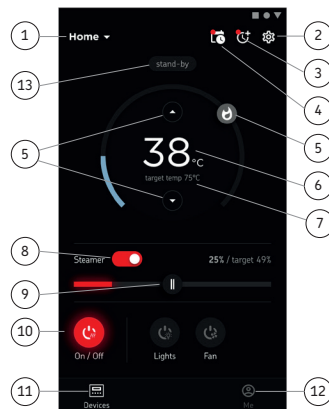 1
Home
2
3
4
13
stand-by
5
5
38 °C
6
target temp 75°C
7
8
Steamer
25% / target 49%
9
10
On / Off
Lights
Fan
11
Devices
Me
12